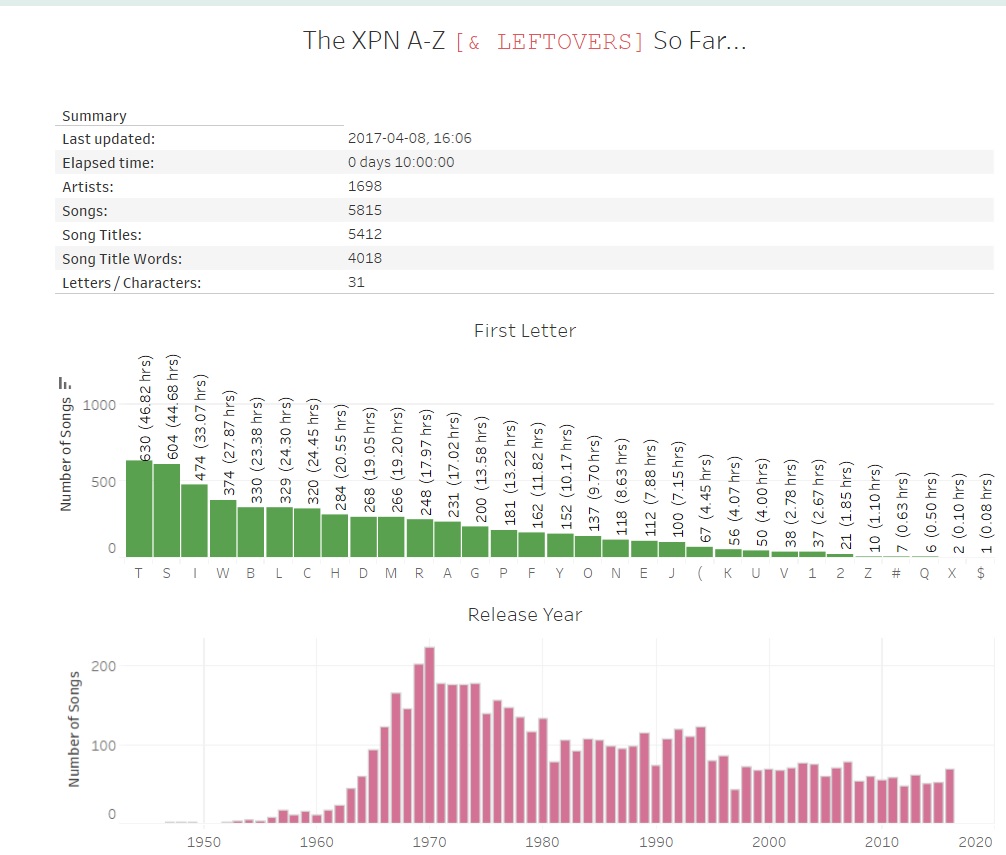 The XPN A-Z [& LEFTOVERS] So Far...
Summary
Last updated: 2017-04-08, 16:06
Elapsed time: 0 days 10:00:00
Artists: 1698
Songs: 5815
Song Titles: 5412
Song Title Words: 4018
Letters / Characters: 31
First Letter
Number of Songs
1000
500
0
630 (46.82 hrs)
604 (44.68 hrs)
474 (33.07 hrs)
374 (27.87 hrs)
330 (23.38 hrs)
329 (24.30 hrs)
320 (24.45 hrs)
284 (20.55 hrs)
268 (19.05 hrs)
266 (19.20 hrs)
248 (17.97 hrs)
231 (17.02 hrs)
200 (13.58 hrs)
181 (13.22 hrs)
162 (11.82 hrs)
152 (10.17 hrs)
137 (9.70 hrs)
118 (8.63 hrs)
112 (7.88 hrs)
100 (7.15 hrs)
67 (4.45 hrs)
56 (4.07 hrs)
50 (4.00 hrs)
38 (2.78 hrs)
37 (2.67 hrs)
21 (1.85 hrs)
10 (1.10 hrs)
7 (0.63 hrs)
6 (0.50 hrs)
2 (0.10 hrs)
1 (0.08 hrs)
T S I W B L C H D M R A G P F Y O N E J ( K U V 1 2 Z # Q X $
Release Year
Number of Songs
200
100
0
1950 1960 1970 1980 1990 2000 2010 2020